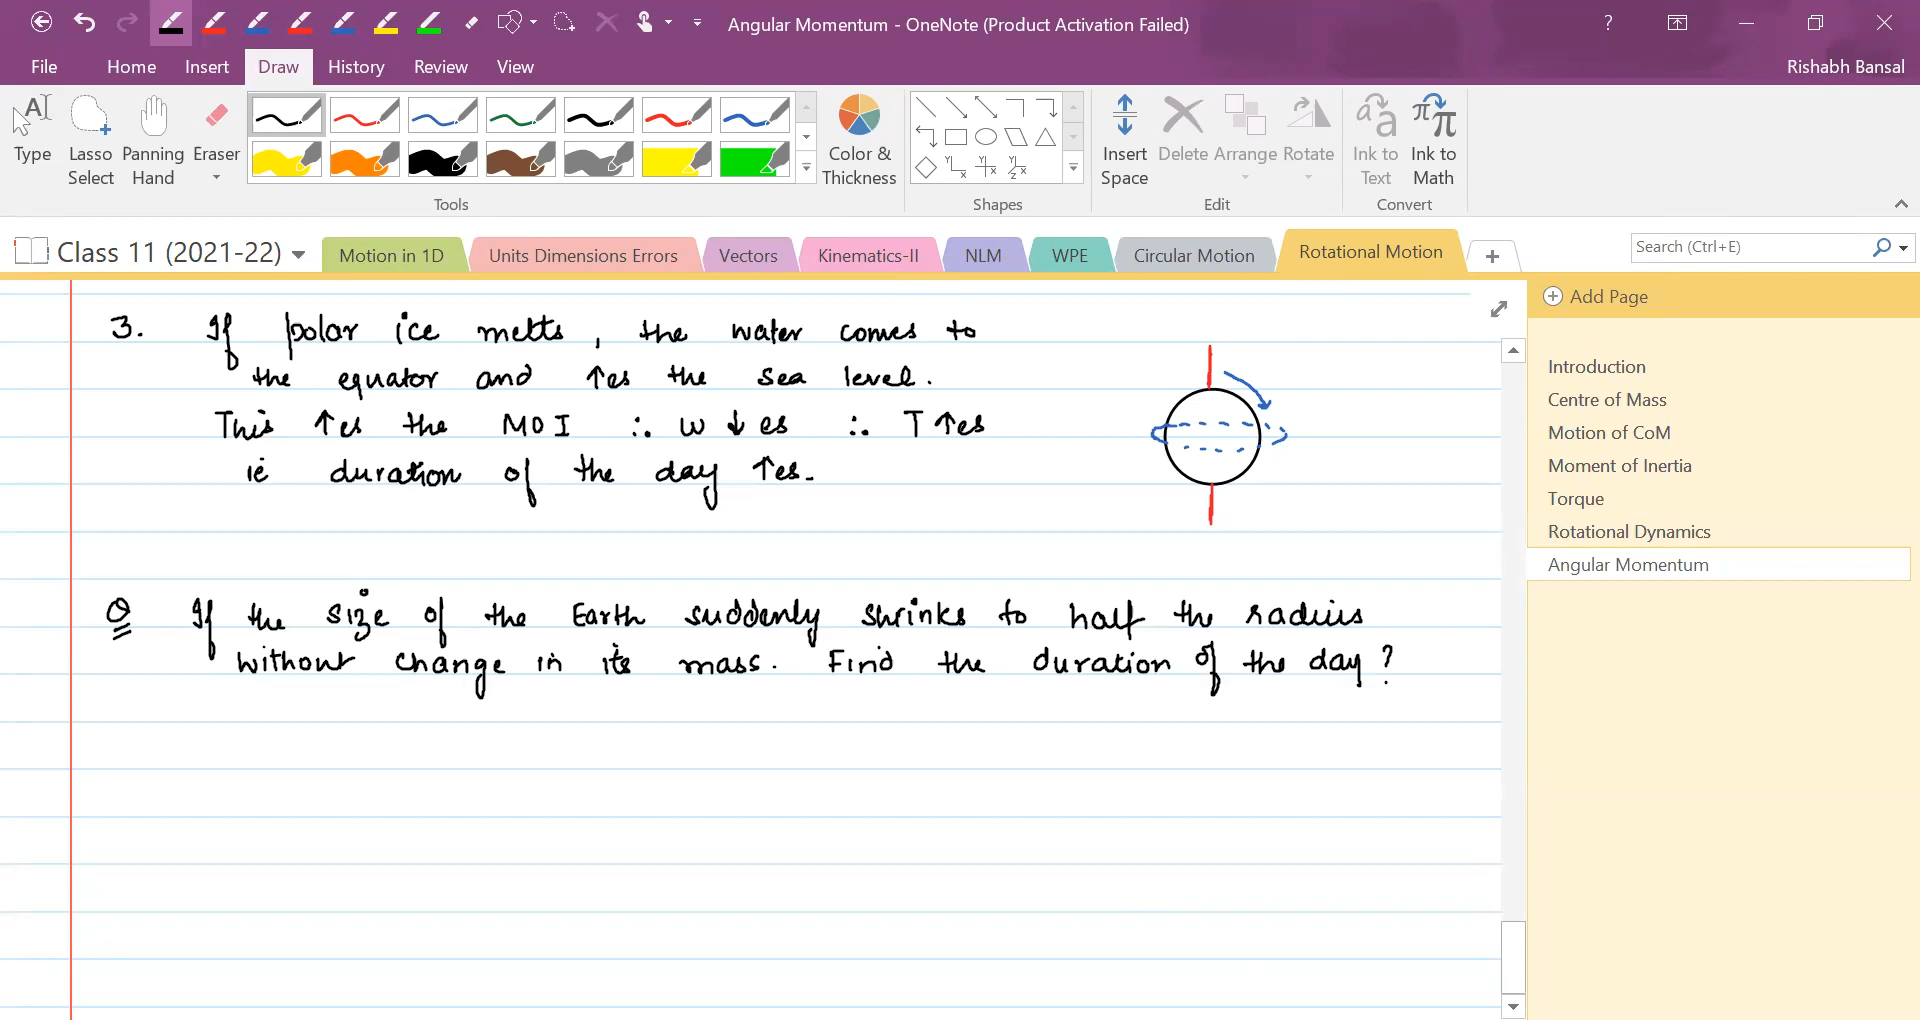 Angular Momentum - OneNote (Product Activation Failed)
?
File Home Insert Draw History Review View
Rishabh Bansal
Type
Lasso Select
Panning Hand
Eraser
Color & Thickness
Insert Space
Delete
Arrange
Rotate
Ink to Text
Ink to Math
Tools
Shapes
Edit
Convert
Class 11 (2021-22)
Motion in 1D
Units Dimensions Errors
Vectors
Kinematics-II
NLM
WPE
Circular Motion
Rotational Motion
Search (Ctrl+E)
3. If polar ice melts, the water comes to
the equator and ↑es the sea level.
This ↑es the MOI ∴ ω ↓es ∴ T ↑es
ie duration of the day ↑es.
Q If the size of the Earth suddenly shrinks to half the radius
without change in its mass. Find the duration of the day?
Add Page
Introduction
Centre of Mass
Motion of CoM
Moment of Inertia
Torque
Rotational Dynamics
Angular Momentum